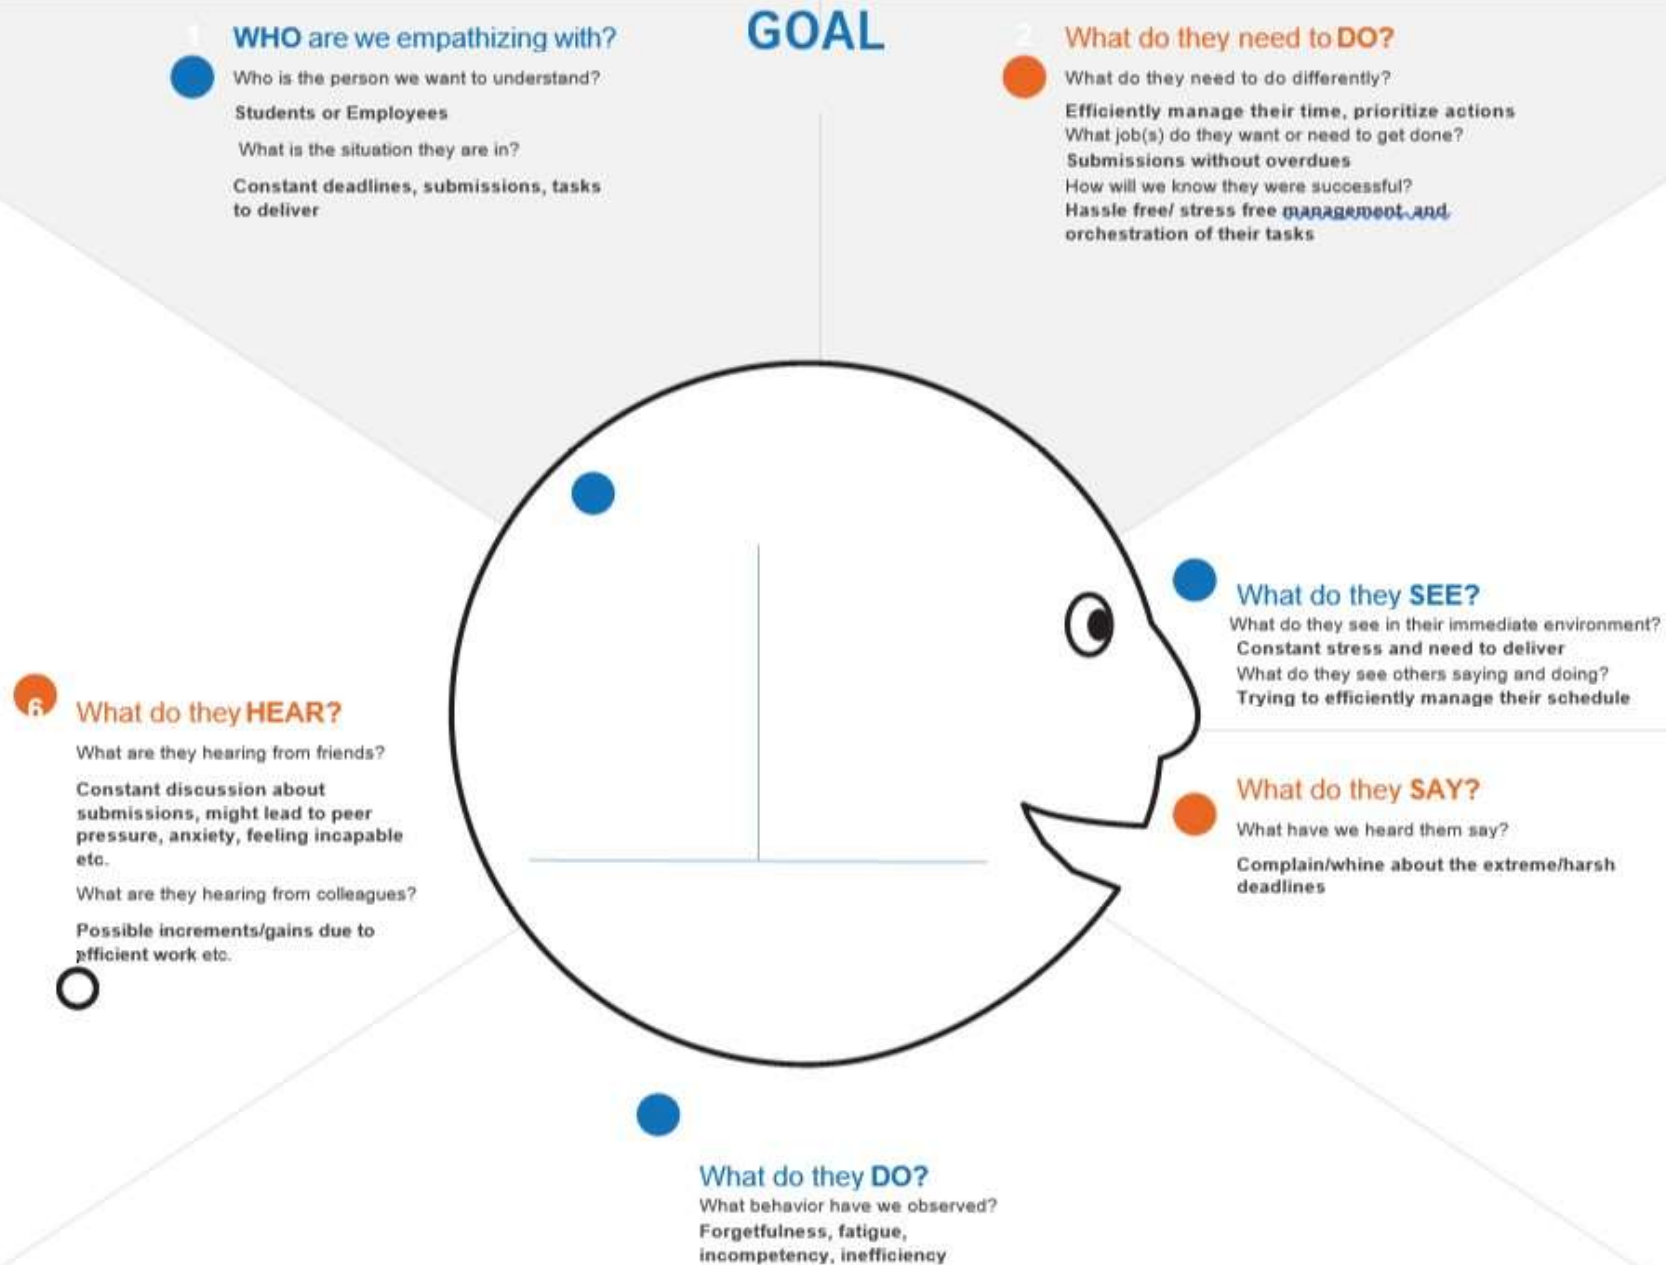 GOAL
1
WHO are we empathizing with?
Who is the person we want to understand?
Students or Employees
What is the situation they are in?
Constant deadlines, submissions, tasks
to deliver
2
What do they need to DO?
What do they need to do differently?
Efficiently manage their time, prioritize actions
What job(s) do they want or need to get done?
Submissions without overdues
How will we know they were successful?
Hassle free/ stress free management and
orchestration of their tasks
What do they SEE?
What do they see in their immediate environment?
Constant stress and need to deliver
What do they see others saying and doing?
Trying to efficiently manage their schedule
What do they SAY?
What have we heard them say?
Complain/whine about the extreme/harsh
deadlines
What do they DO?
What behavior have we observed?
Forgetfulness, fatigue,
incompetency, inefficiency
6
What do they HEAR?
What are they hearing from friends?
Constant discussion about
submissions, might lead to peer
pressure, anxiety, feeling incapable
etc.
What are they hearing from colleagues?
Possible increments/gains due to
efficient work etc.